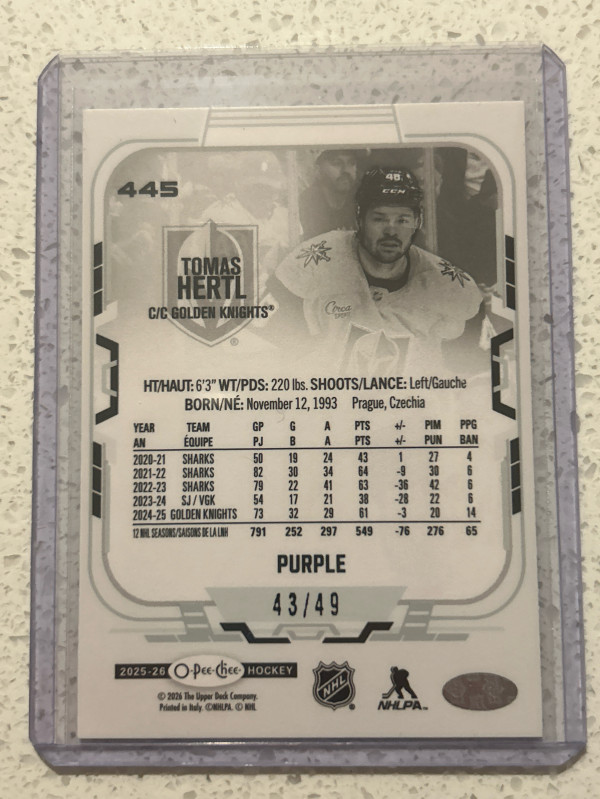 445
48
CCM
TOMAS
HERTL
C/C GOLDEN KNIGHTS®
®
Circa
SPORTS
HT/HAUT: 6'3" WT/PDS: 220 lbs. SHOOTS/LANCE: Left/Gauche
BORN/NÉ: November 12, 1993 Prague, Czechia
YEAR TEAM GP G A PTS +/- PIM PPG
AN ÉQUIPE PJ B A PTS +/- PUN BAN
2020-21 SHARKS 50 19 24 43 1 27 4
2021-22 SHARKS 82 30 34 64 -9 30 6
2022-23 SHARKS 79 22 41 63 -36 42 6
2023-24 SJ / VGK 54 17 21 38 -28 22 6
2024-25 GOLDEN KNIGHTS 73 32 29 61 -3 20 14
12 NHL SEASONS/SAISONS DE LA LNH 791 252 297 549 -76 276 65
PURPLE
43/49
2025-26 O-Pee-Chee® HOCKEY
© 2026 The Upper Deck Company.
Printed in Italy. ©NHLPA. © NHL
NHL
®
NHLPA™